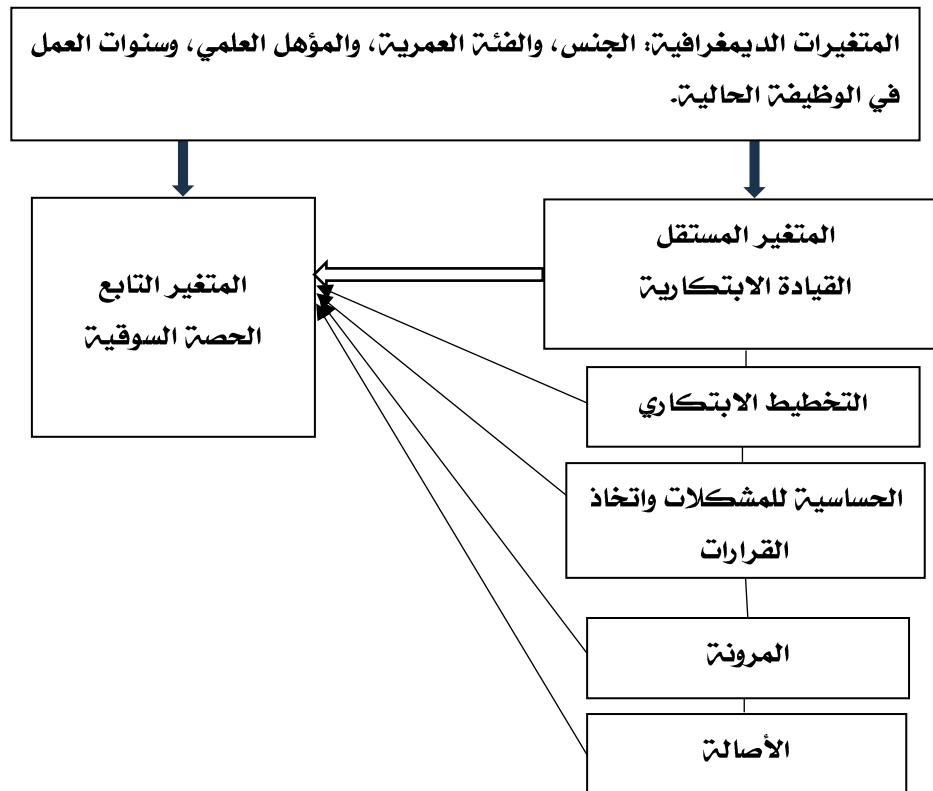 المتغيرات الديمغرافية: الجنس، والفئة العمرية، والمؤهل العلمي، وسنوات العمل
في الوظيفة الحالية.
المتغير المستقل
القيادة الابتكارية
المتغير التابع
الحصة السوقية
التخطيط الابتكاري
الحساسية للمشكلات واتخاذ
القرارات
المرونة
الأصالة